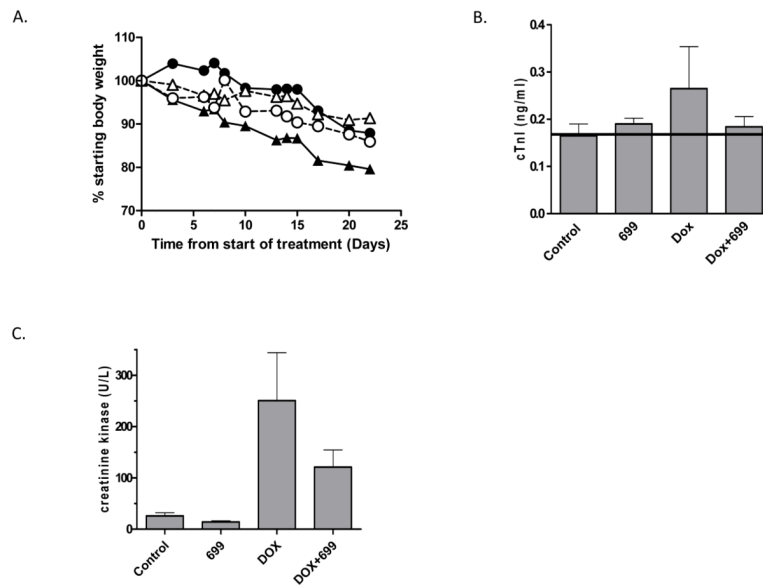 A.
110
100
90
80
70
% starting body weight
0 5 10 15 20 25
Time from start of treatment (Days)
B.
0.4
0.3
0.2
0.1
0.0
cTnI (ng/ml)
Control 699 Dox Dox+699
C.
300
200
100
0
creatinine kinase (U/L)
Control 699 DOX DOX+699